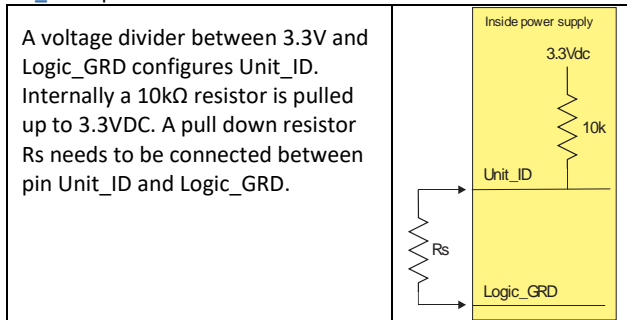 A voltage divider between 3.3V and
Logic_GRD configures Unit_ID.
Internally a 10kΩ resistor is pulled
up to 3.3VDC. A pull down resistor
Rs needs to be connected between
pin Unit_ID and Logic_GRD.
Inside power supply
3.3Vdc
10k
Unit_ID
Rs
Logic_GRD